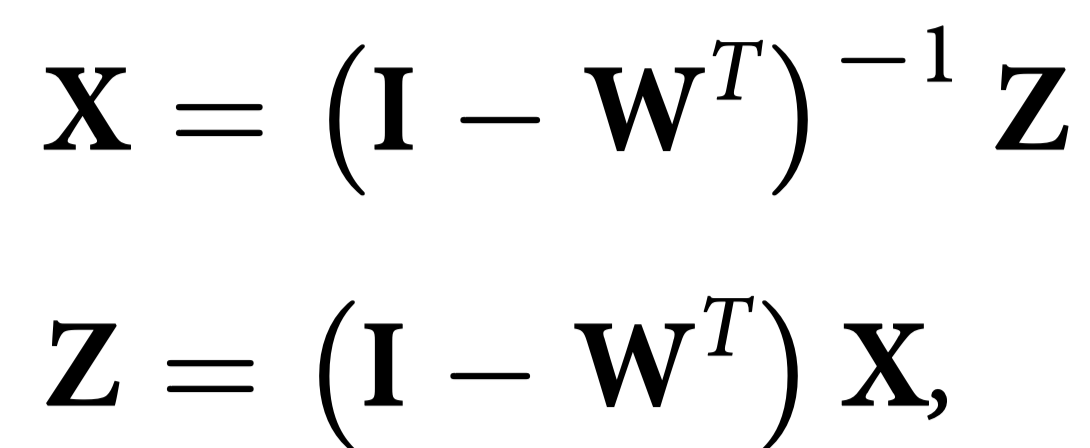 X = (I − W^T)^−1 Z
Z = (I − W^T) X,